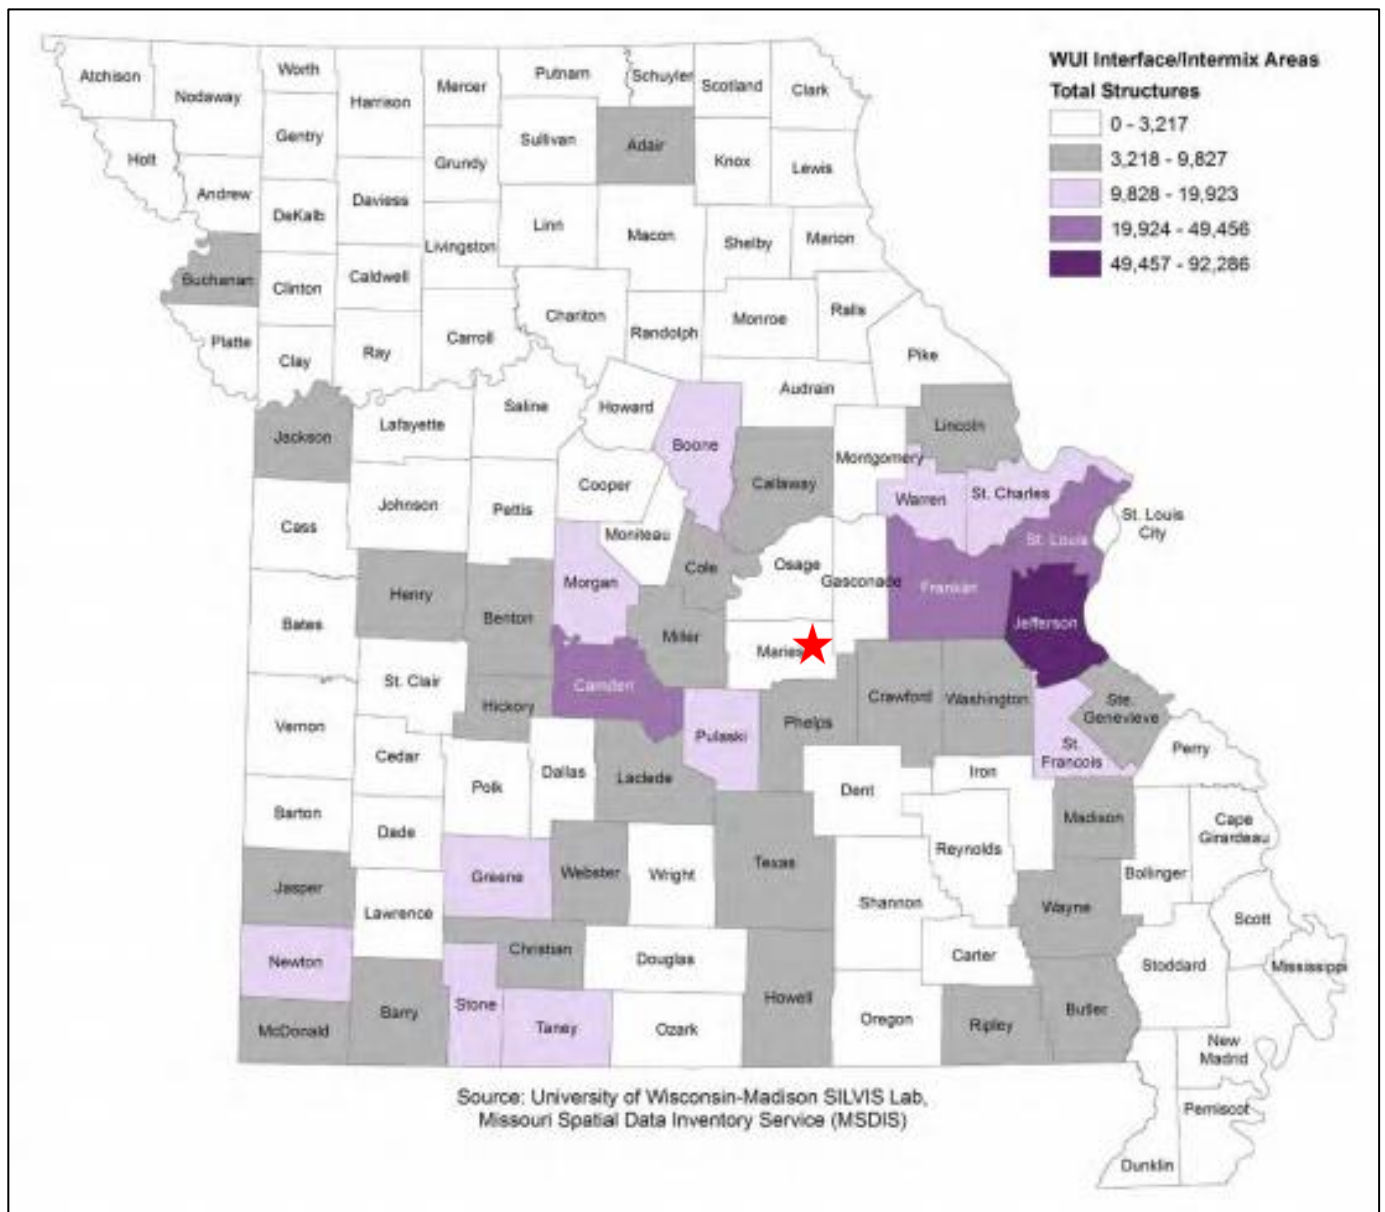 WUI Interface/Intermix Areas
Total Structures
0 - 3,217
3,218 - 9,827
9,828 - 19,923
19,924 - 49,456
49,457 - 92,286
Atchison
Nodaway
Worth
Harrison
Mercer
Putnam
Schuyler
Scotland
Clark
Holt
Gentry
Sullivan
Adair
Knox
Lewis
Andrew
DeKalb
Daviess
Grundy
Linn
Macon
Shelby
Marion
Livingston
Buchanan
Clinton
Caldwell
Chariton
Randolph
Monroe
Ralls
Platte
Clay
Ray
Carroll
Pike
Audrain
Saline
Howard
Lafayette
Jackson
Boone
Callaway
Montgomery
Lincoln
Cooper
Warren
St. Charles
Johnson
Pettis
Cass
Moniteau
St. Louis
City
St. Louis
Osage
Cole
Gasconade
Franklin
Morgan
Henry
Benton
Bates
Miller
Jefferson
Maries
St. Clair
Camden
Hickory
Crawford
Washington
Ste.
Genevieve
Vernon
Pulaski
Phelps
St.
Francois
Perry
Cedar
Polk
Dallas
Laclede
Iron
Dent
Barton
Dade
Madison
Cape
Girardeau
Reynolds
Texas
Greene
Webster
Wright
Bollinger
Jasper
Lawrence
Shannon
Wayne
Scott
Christian
Douglas
Carter
Stoddard
Mississippi
Newton
Barry
Stone
Taney
Ozark
Howell
Oregon
Ripley
Butler
McDonald
New
Madrid
Pemiscot
Dunklin
Source: University of Wisconsin-Madison SILVIS Lab,
Missouri Spatial Data Inventory Service (MSDIS)